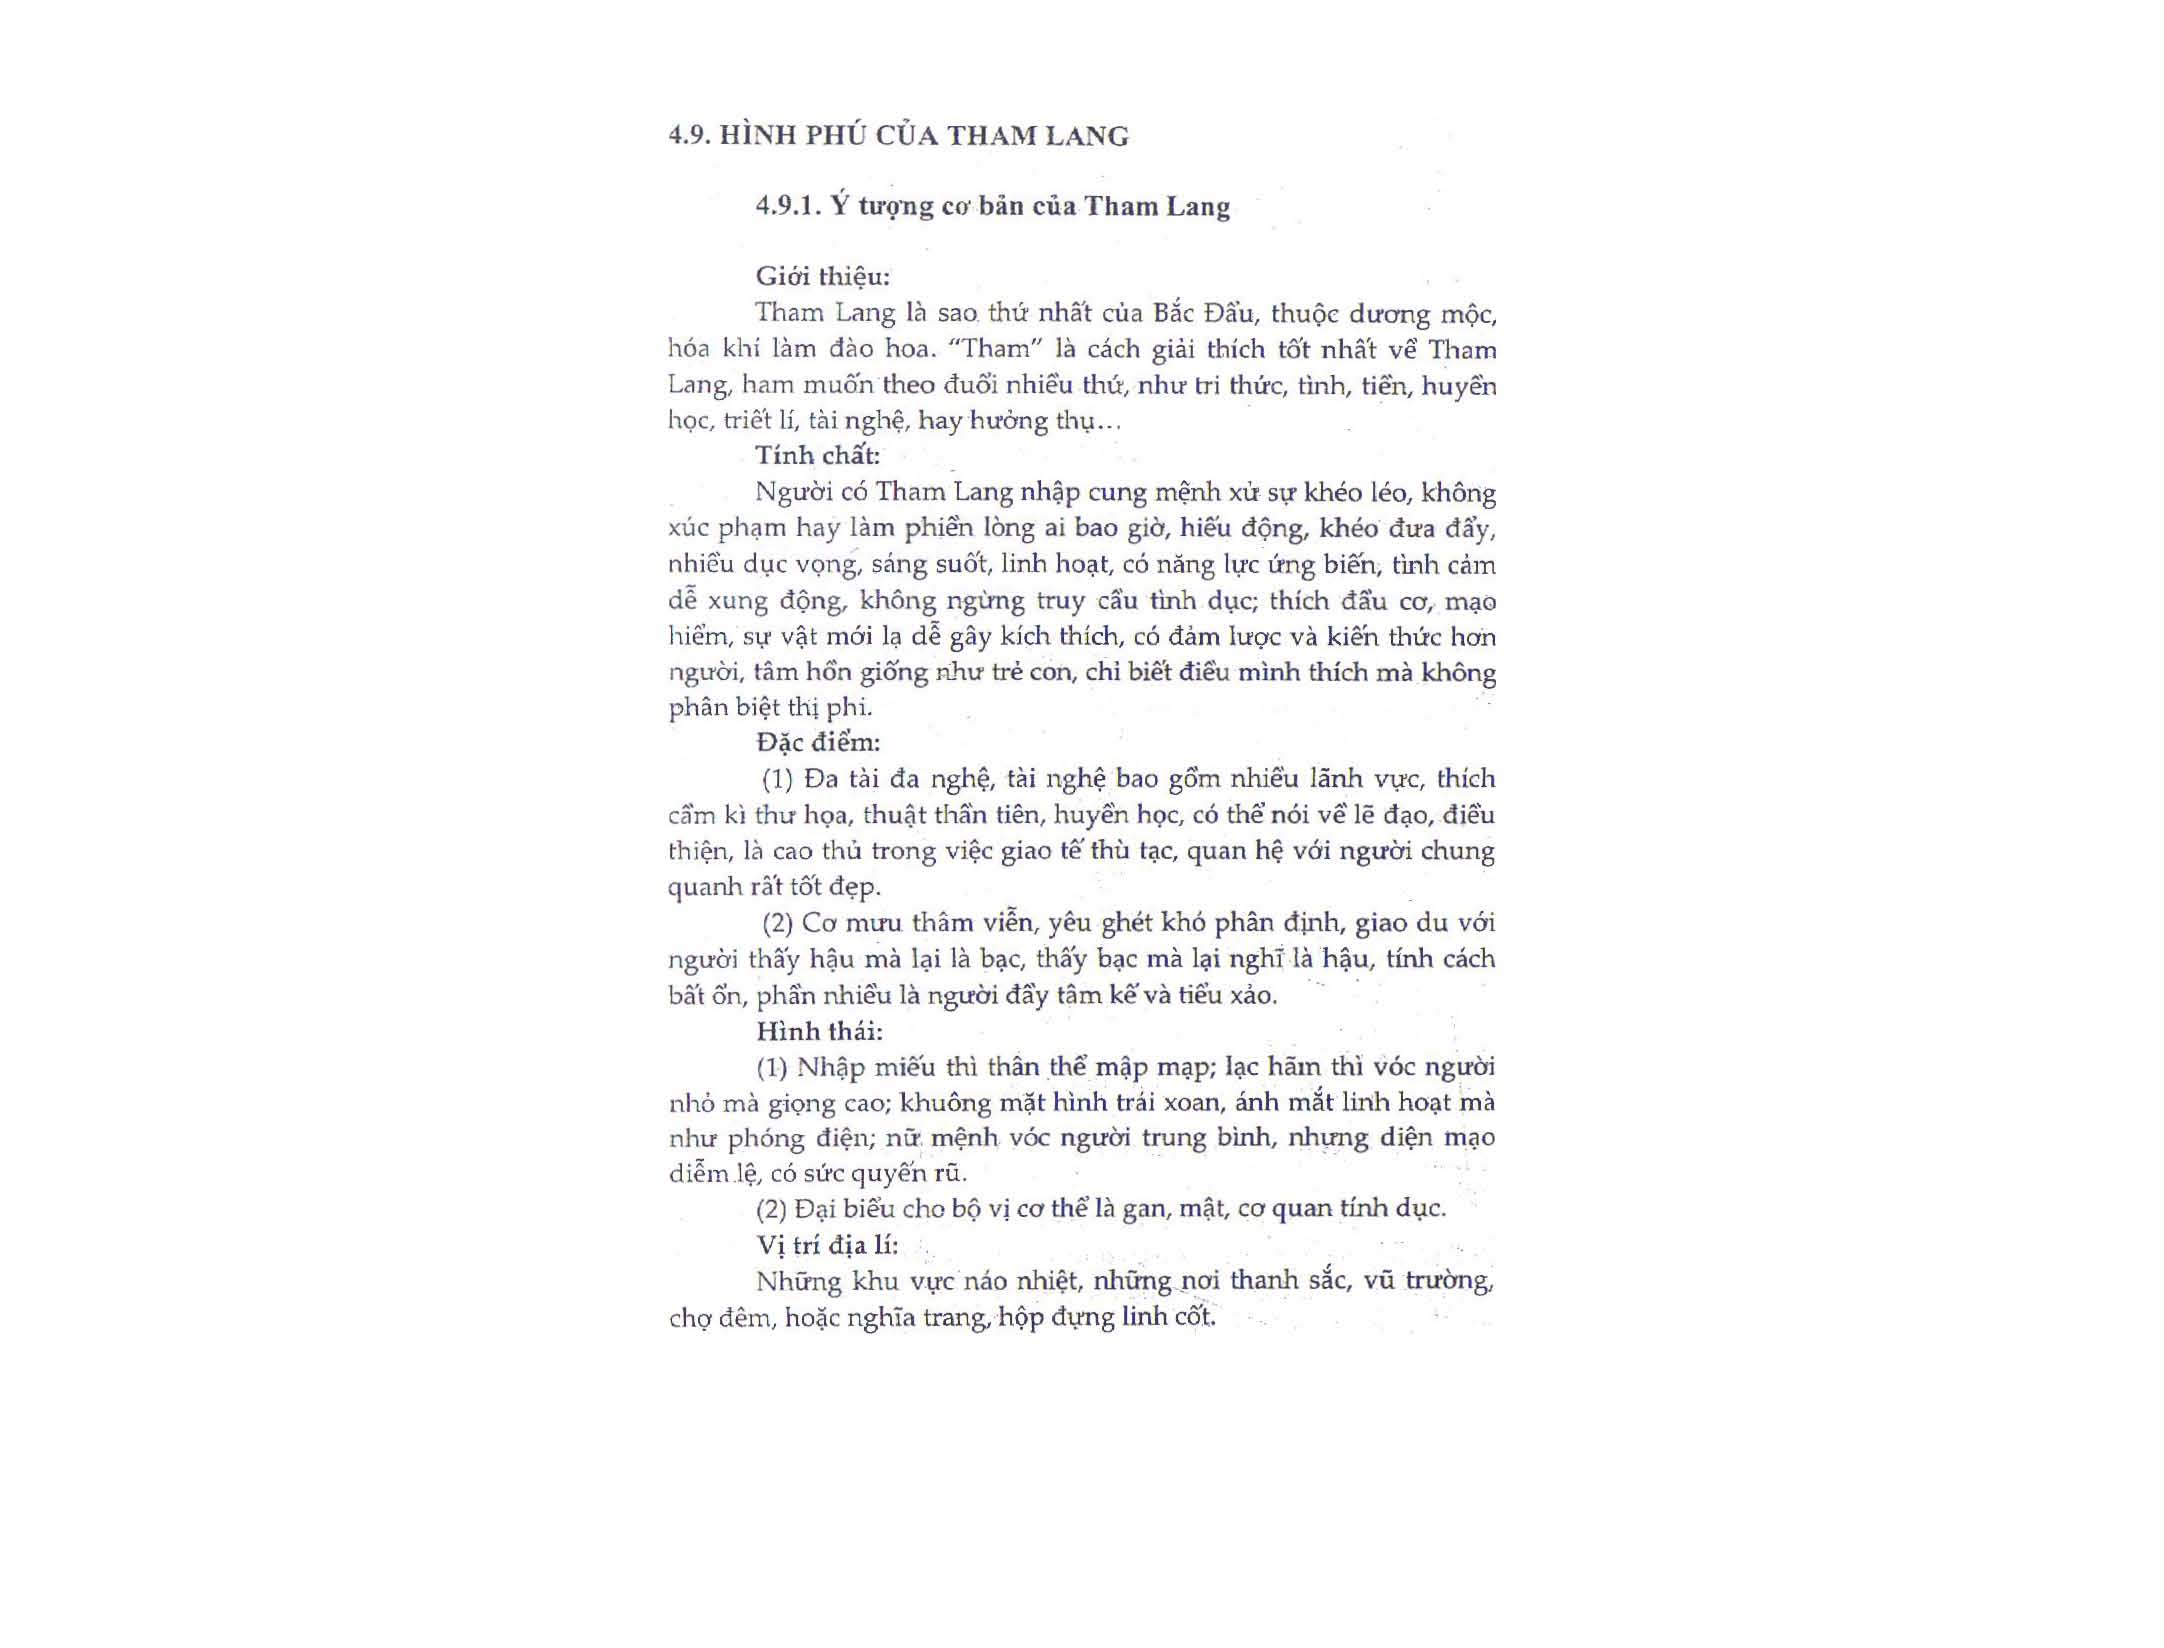 4.9. HÌNH PHÚ CỦA THAM LANG
4.9.1. Ý tượng cơ bản của Tham Lang
Giới thiệu:
Tham Lang là sao thứ nhất của Bắc Đẩu, thuộc dương mộc,
hóa khí làm đào hoa. “Tham” là cách giải thích tốt nhất về Tham
Lang, ham muốn theo đuổi nhiều thứ, như tri thức, tình, tiền, huyền
học, triết lí, tài nghệ, hay hưởng thụ...
Tính chất:
Người có Tham Lang nhập cung mệnh xử sự khéo léo, không
xúc phạm hay làm phiền lòng ai bao giờ, hiếu động, khéo đưa đẩy,
nhiều dục vọng, sáng suốt, linh hoạt, có năng lực ứng biến, tình cảm
dễ xung động, không ngừng truy cầu tình dục; thích đầu cơ, mạo
hiểm, sự vật mới lạ dễ gây kích thích, có đảm lược và kiến thức hơn
người, tâm hồn giống như trẻ con, chỉ biết điều mình thích mà không
phân biệt thị phi.
Đặc điểm:
(1) Đa tài đa nghệ, tài nghệ bao gồm nhiều lãnh vực, thích
cầm kì thư họa, thuật thần tiên, huyền học, có thể nói về lẽ đạo, điều
thiện, là cao thủ trong việc giao tế thù tạc, quan hệ với người chung
quanh rất tốt đẹp.
(2) Cơ mưu thâm viễn, yêu ghét khó phân định, giao du với
người thấy hậu mà lại là bạc, thấy bạc mà lại nghĩ là hậu, tính cách
bất ổn, phần nhiều là người đầy tâm kế và tiểu xảo.
Hình thái:
(1) Nhập miếu thì thân thể mập mạp; lạc hãm thì vóc người
nhỏ mà giọng cao; khuông mặt hình trái xoan, ánh mắt linh hoạt mà
như phóng điện; nữ mệnh vóc người trung bình, nhưng diện mạo
diễm lệ, có sức quyến rũ.
(2) Đại biểu cho bộ vị cơ thể là gan, mật, cơ quan tính dục.
Vị trí địa lí:
Những khu vực náo nhiệt, những nơi thanh sắc, vũ trường,
chợ đêm, hoặc nghĩa trang, hộp đựng linh cốt.